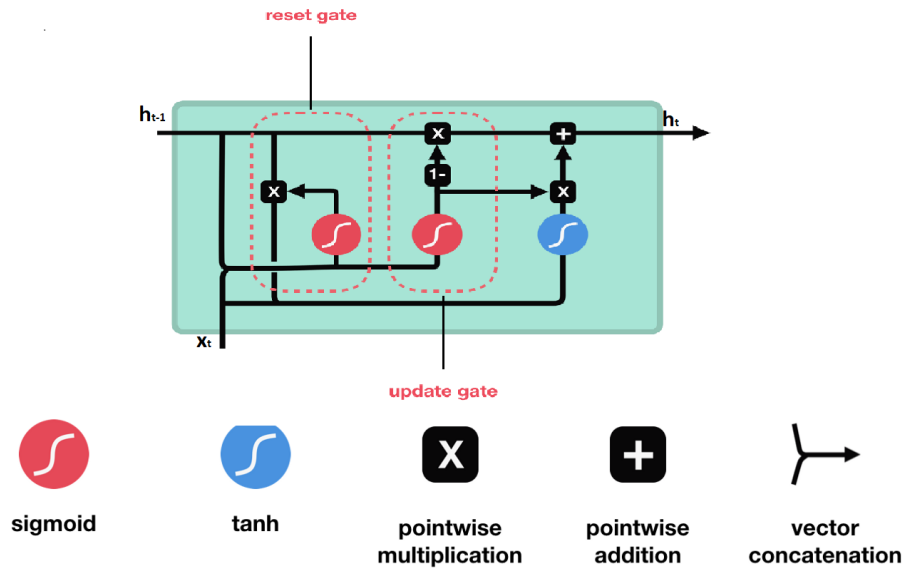 reset gate
ht-1
ht
X
X
+
1-
X
xt
update gate
X
+
sigmoid
tanh
pointwise
multiplication
pointwise
addition
vector
concatenation